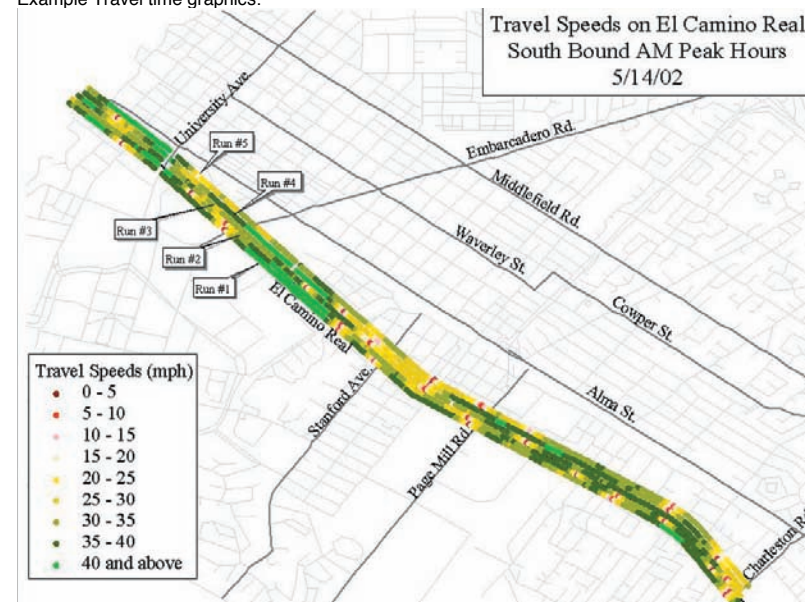 Example Travel time graphics:
Travel Speeds on El Camino Real
South Bound AM Peak Hours
5/14/02
University Ave.
Run #5
Embarcadero Rd.
Run #4
Middlefield Rd.
Run #3
Waverley St.
Run #2
Run #1
El Camino Real
Cowper St.
Stanford Ave.
Alma St.
Page Mill Rd.
Charleston Rd.
Travel Speeds (mph)
0 - 5
5 - 10
10 - 15
15 - 20
20 - 25
25 - 30
30 - 35
35 - 40
40 and above